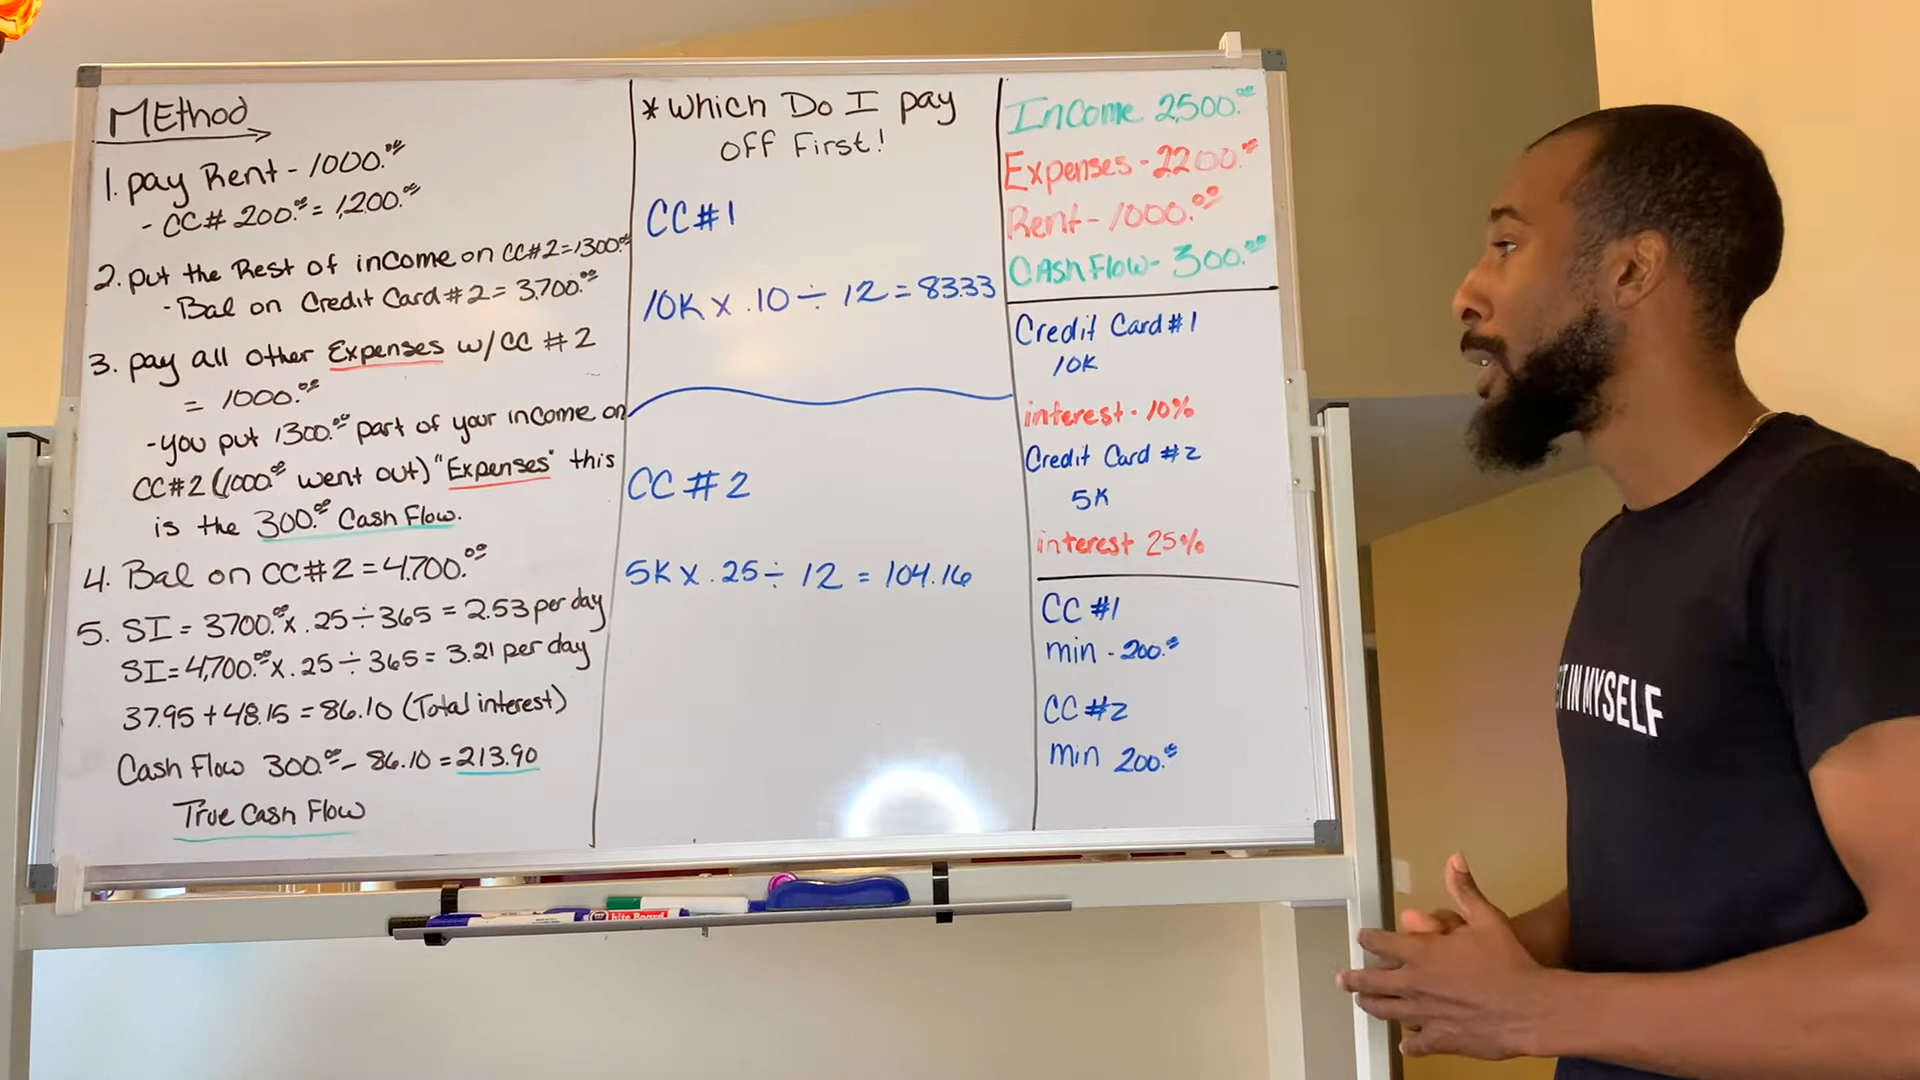 MEthod
1. pay Rent - 1000.00
- CC# 200.00 = 1,200.00
2. put the Rest of income on CC#2=1300.00
- Bal on Credit Card #2 = 3,700.00
3. pay all other Expenses w/CC #2
= 1000.00
- you put 1300.00 part of your income on
CC#2 (1000.00 went out) "Expenses" this
is the 300.00 Cash Flow.
4. Bal on CC#2 = 4,700.00
5. SI = 3700.00 x .25 ÷ 365 = 2.53 per day
SI = 4,700.00 x .25 ÷ 365 = 3.21 per day
37.95 + 48.15 = 86.10 (Total interest)
Cash Flow 300.00 - 86.10 = 213.90
True Cash Flow
* Which Do I pay
off First!
CC#1
10K x .10 ÷ 12 = 83.33
CC #2
5K x .25 ÷ 12 = 104.16
InCome 2,500.00
Expenses - 2,200.00
Rent - 1000.00
CAsh Flow - 300.00
Credit Card #1
10K
interest - 10%
Credit Card #2
5K
interest 25%
CC #1
min - 200.00
CC #2
min 200.00
IN MYSELF